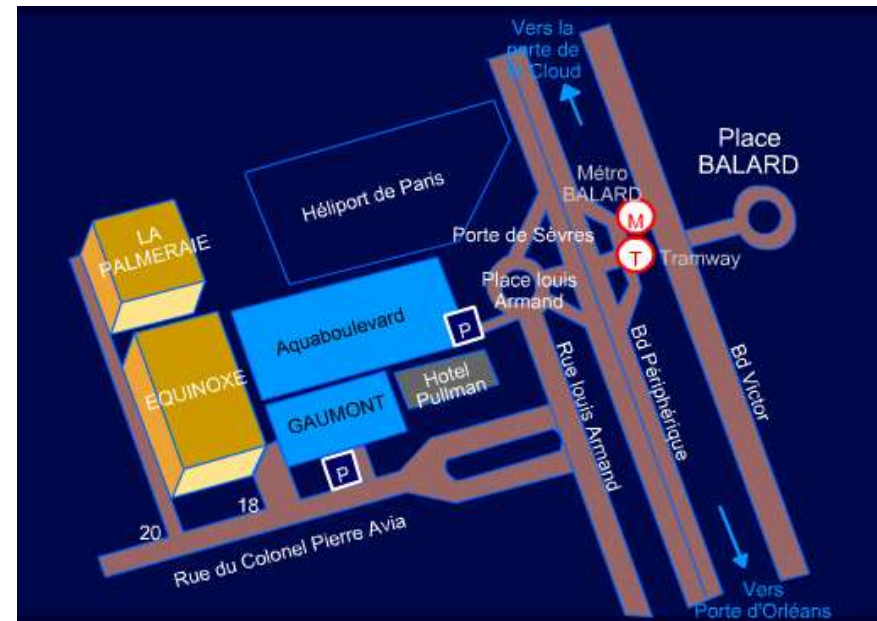 Vers la
porte de
St Cloud
Place
BALARD
Métro
BALARD
M
Héliport de Paris
Porte de Sèvres
T
Tramway
LA
PALMERAIE
Place louis
Armand
Aquaboulevard
P
Hotel
Pullman
EQUINOXE
GAUMONT
P
Rue louis Armand
Bd Périphérique
Bd Victor
18
20
Rue du Colonel Pierre Avia
Vers
Porte d'Orléans